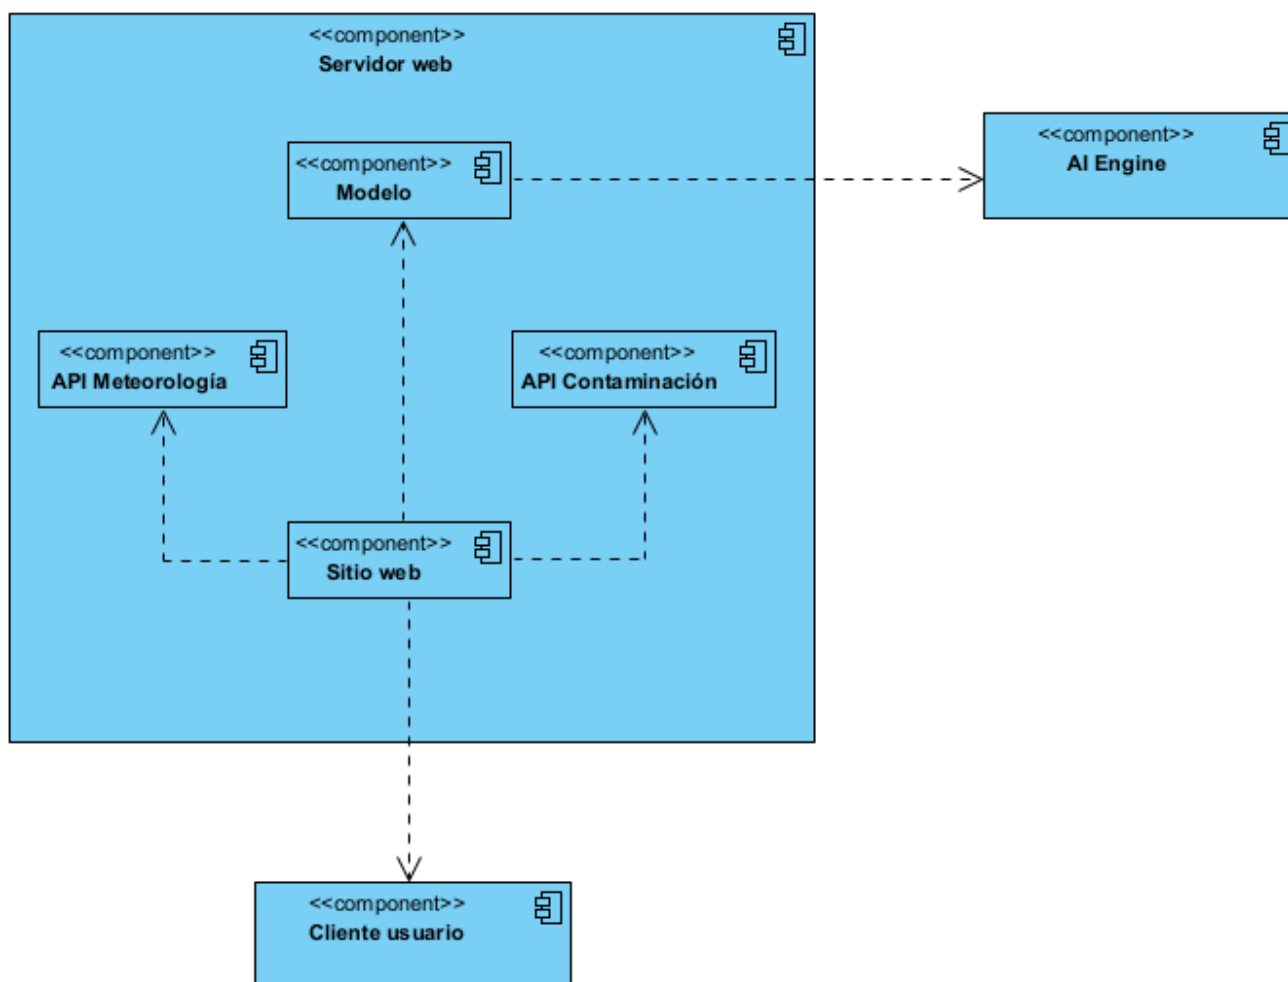 <<component>>
Servidor web
<<component>>
Modelo
<<component>>
AI Engine
<<component>>
API Meteorología
<<component>>
API Contaminación
<<component>>
Sitio web
<<component>>
Cliente usuario